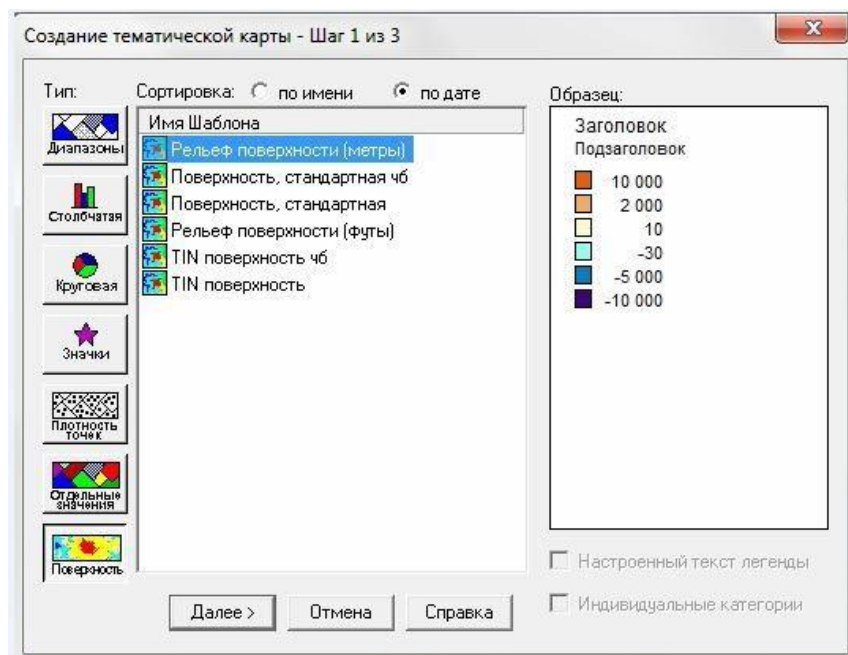 Создание тематической карты - Шаг 1 из 3
Тип:
Диапазоны
Столбчатая
Круговая
Значки
Плотность
точек
Отдельные
значения
Поверхность
Сортировка: по имени по дате
Имя Шаблона
Рельеф поверхности (метры)
Поверхность, стандартная чб
Поверхность, стандартная
Рельеф поверхности (футы)
TIN поверхность чб
TIN поверхность
Образец:
Заголовок
Подзаголовок
10 000
2 000
10
-30
-5 000
-10 000
Настроенный текст легенды
Индивидуальные категории
Далее >
Отмена
Справка